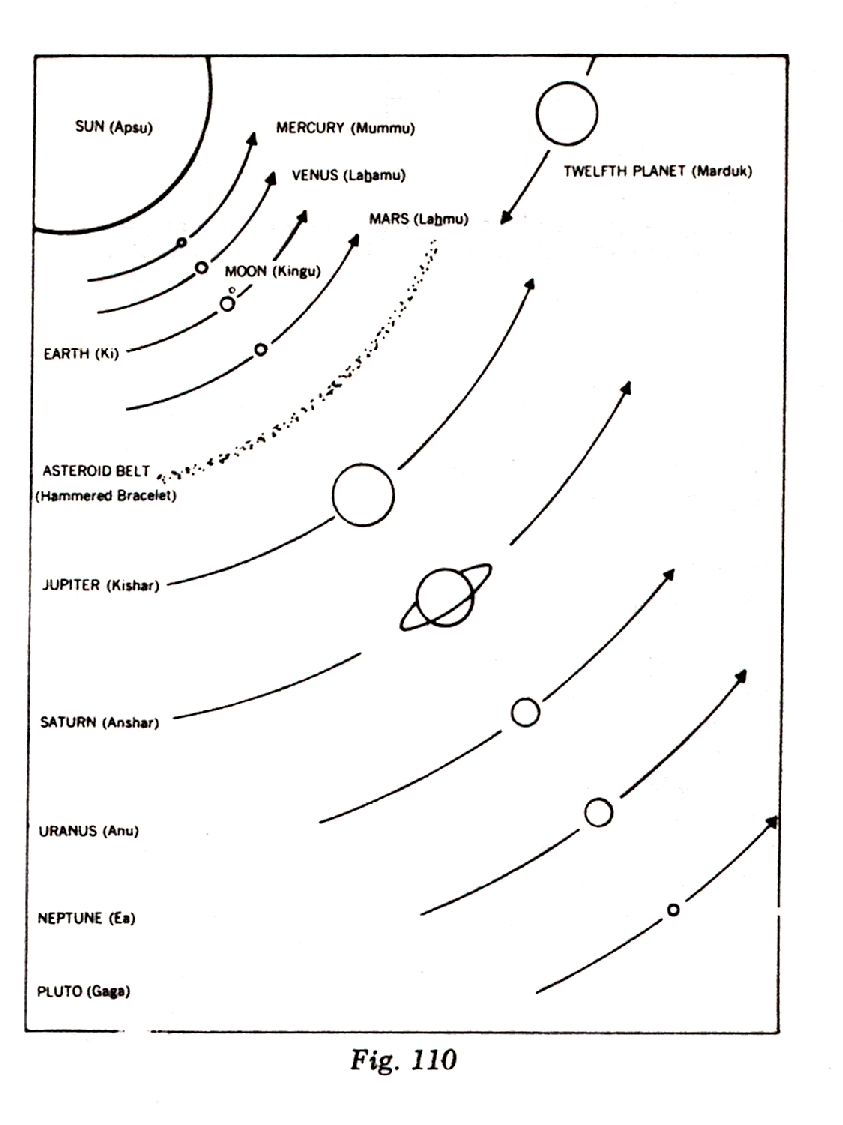 SUN (Apsu)
MERCURY (Mummu)
TWELFTH PLANET (Marduk)
VENUS (Laḫamu)
MARS (Laḫmu)
MOON (Kingu)
EARTH (Ki)
ASTEROID BELT
(Hammered Bracelet)
JUPITER (Kishar)
SATURN (Anshar)
URANUS (Anu)
NEPTUNE (Ea)
PLUTO (Gaga)
Fig. 110